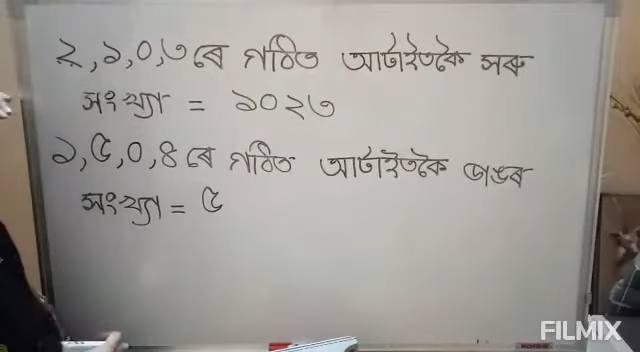 ২,১,০,৩ৰে গঠিত আটাইতকৈ সৰু
সংখ্যা = ১০২৩
১,৫,০,৪ৰে গঠিত আটাইতকৈ ডাঙৰ
সংখ্যা = ৫
FILMIX